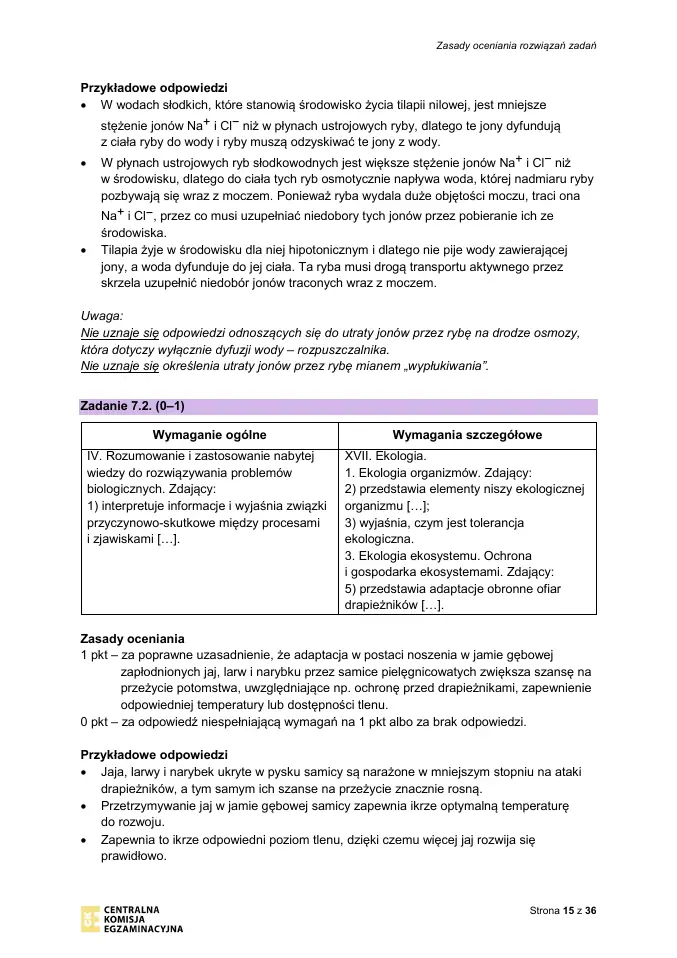 Zasady oceniania rozwiązań zadań
Przykładowe odpowiedzi
• W wodach słodkich, które stanowią środowisko życia tilapii nilowej, jest mniejsze
stężenie jonów Na⁺ i Cl⁻ niż w płynach ustrojowych ryby, dlatego te jony dyfundują
z ciała ryby do wody i ryby muszą odzyskiwać te jony z wody.
• W płynach ustrojowych ryb słodkowodnych jest większe stężenie jonów Na⁺ i Cl⁻ niż
w środowisku, dlatego do ciała tych ryb osmotycznie napływa woda, której nadmiaru ryby
pozbywają się wraz z moczem. Ponieważ ryba wydala duże objętości moczu, traci ona
Na⁺ i Cl⁻, przez co musi uzupełniać niedobory tych jonów przez pobieranie ich ze
środowiska.
• Tilapia żyje w środowisku dla niej hipotonicznym i dlatego nie pije wody zawierającej
jony, a woda dyfunduje do jej ciała. Ta ryba musi drogą transportu aktywnego przez
skrzela uzupełnić niedobór jonów traconych wraz z moczem.
Uwaga:
Nie uznaje się odpowiedzi odnoszących się do utraty jonów przez rybę na drodze osmozy,
która dotyczy wyłącznie dyfuzji wody – rozpuszczalnika.
Nie uznaje się określenia utraty jonów przez rybę mianem „wypłukiwania”.
Zadanie 7.2. (0–1)
Wymaganie ogólne
IV. Rozumowanie i zastosowanie nabytej
wiedzy do rozwiązywania problemów
biologicznych. Zdający:
1) interpretuje informacje i wyjaśnia związki
przyczynowo-skutkowe między procesami
i zjawiskami […].
Wymagania szczegółowe
XVII. Ekologia.
1. Ekologia organizmów. Zdający:
2) przedstawia elementy niszy ekologicznej
organizmu […];
3) wyjaśnia, czym jest tolerancja
ekologiczna.
3. Ekologia ekosystemu. Ochrona
i gospodarka ekosystemami. Zdający:
5) przedstawia adaptacje obronne ofiar
drapieżników […].
Zasady oceniania
1 pkt – za poprawne uzasadnienie, że adaptacja w postaci noszenia w jamie gębowej
zapłodnionych jaj, larw i narybku przez samice pielęgnicowatych zwiększa szansę na
przeżycie potomstwa, uwzględniające np. ochronę przed drapieżnikami, zapewnienie
odpowiedniej temperatury lub dostępności tlenu.
0 pkt – za odpowiedź niespełniającą wymagań na 1 pkt albo za brak odpowiedzi.
Przykładowe odpowiedzi
• Jaja, larwy i narybek ukryte w pysku samicy są narażone w mniejszym stopniu na ataki
drapieżników, a tym samym ich szanse na przeżycie znacznie rosną.
• Przetrzymywanie jaj w jamie gębowej samicy zapewnia ikrze optymalną temperaturę
do rozwoju.
• Zapewnia to ikrze odpowiedni poziom tlenu, dzięki czemu więcej jaj rozwija się
prawidłowo.
CENTRALNA
KOMISJA
EGZAMINACYJNA
Strona 15 z 36